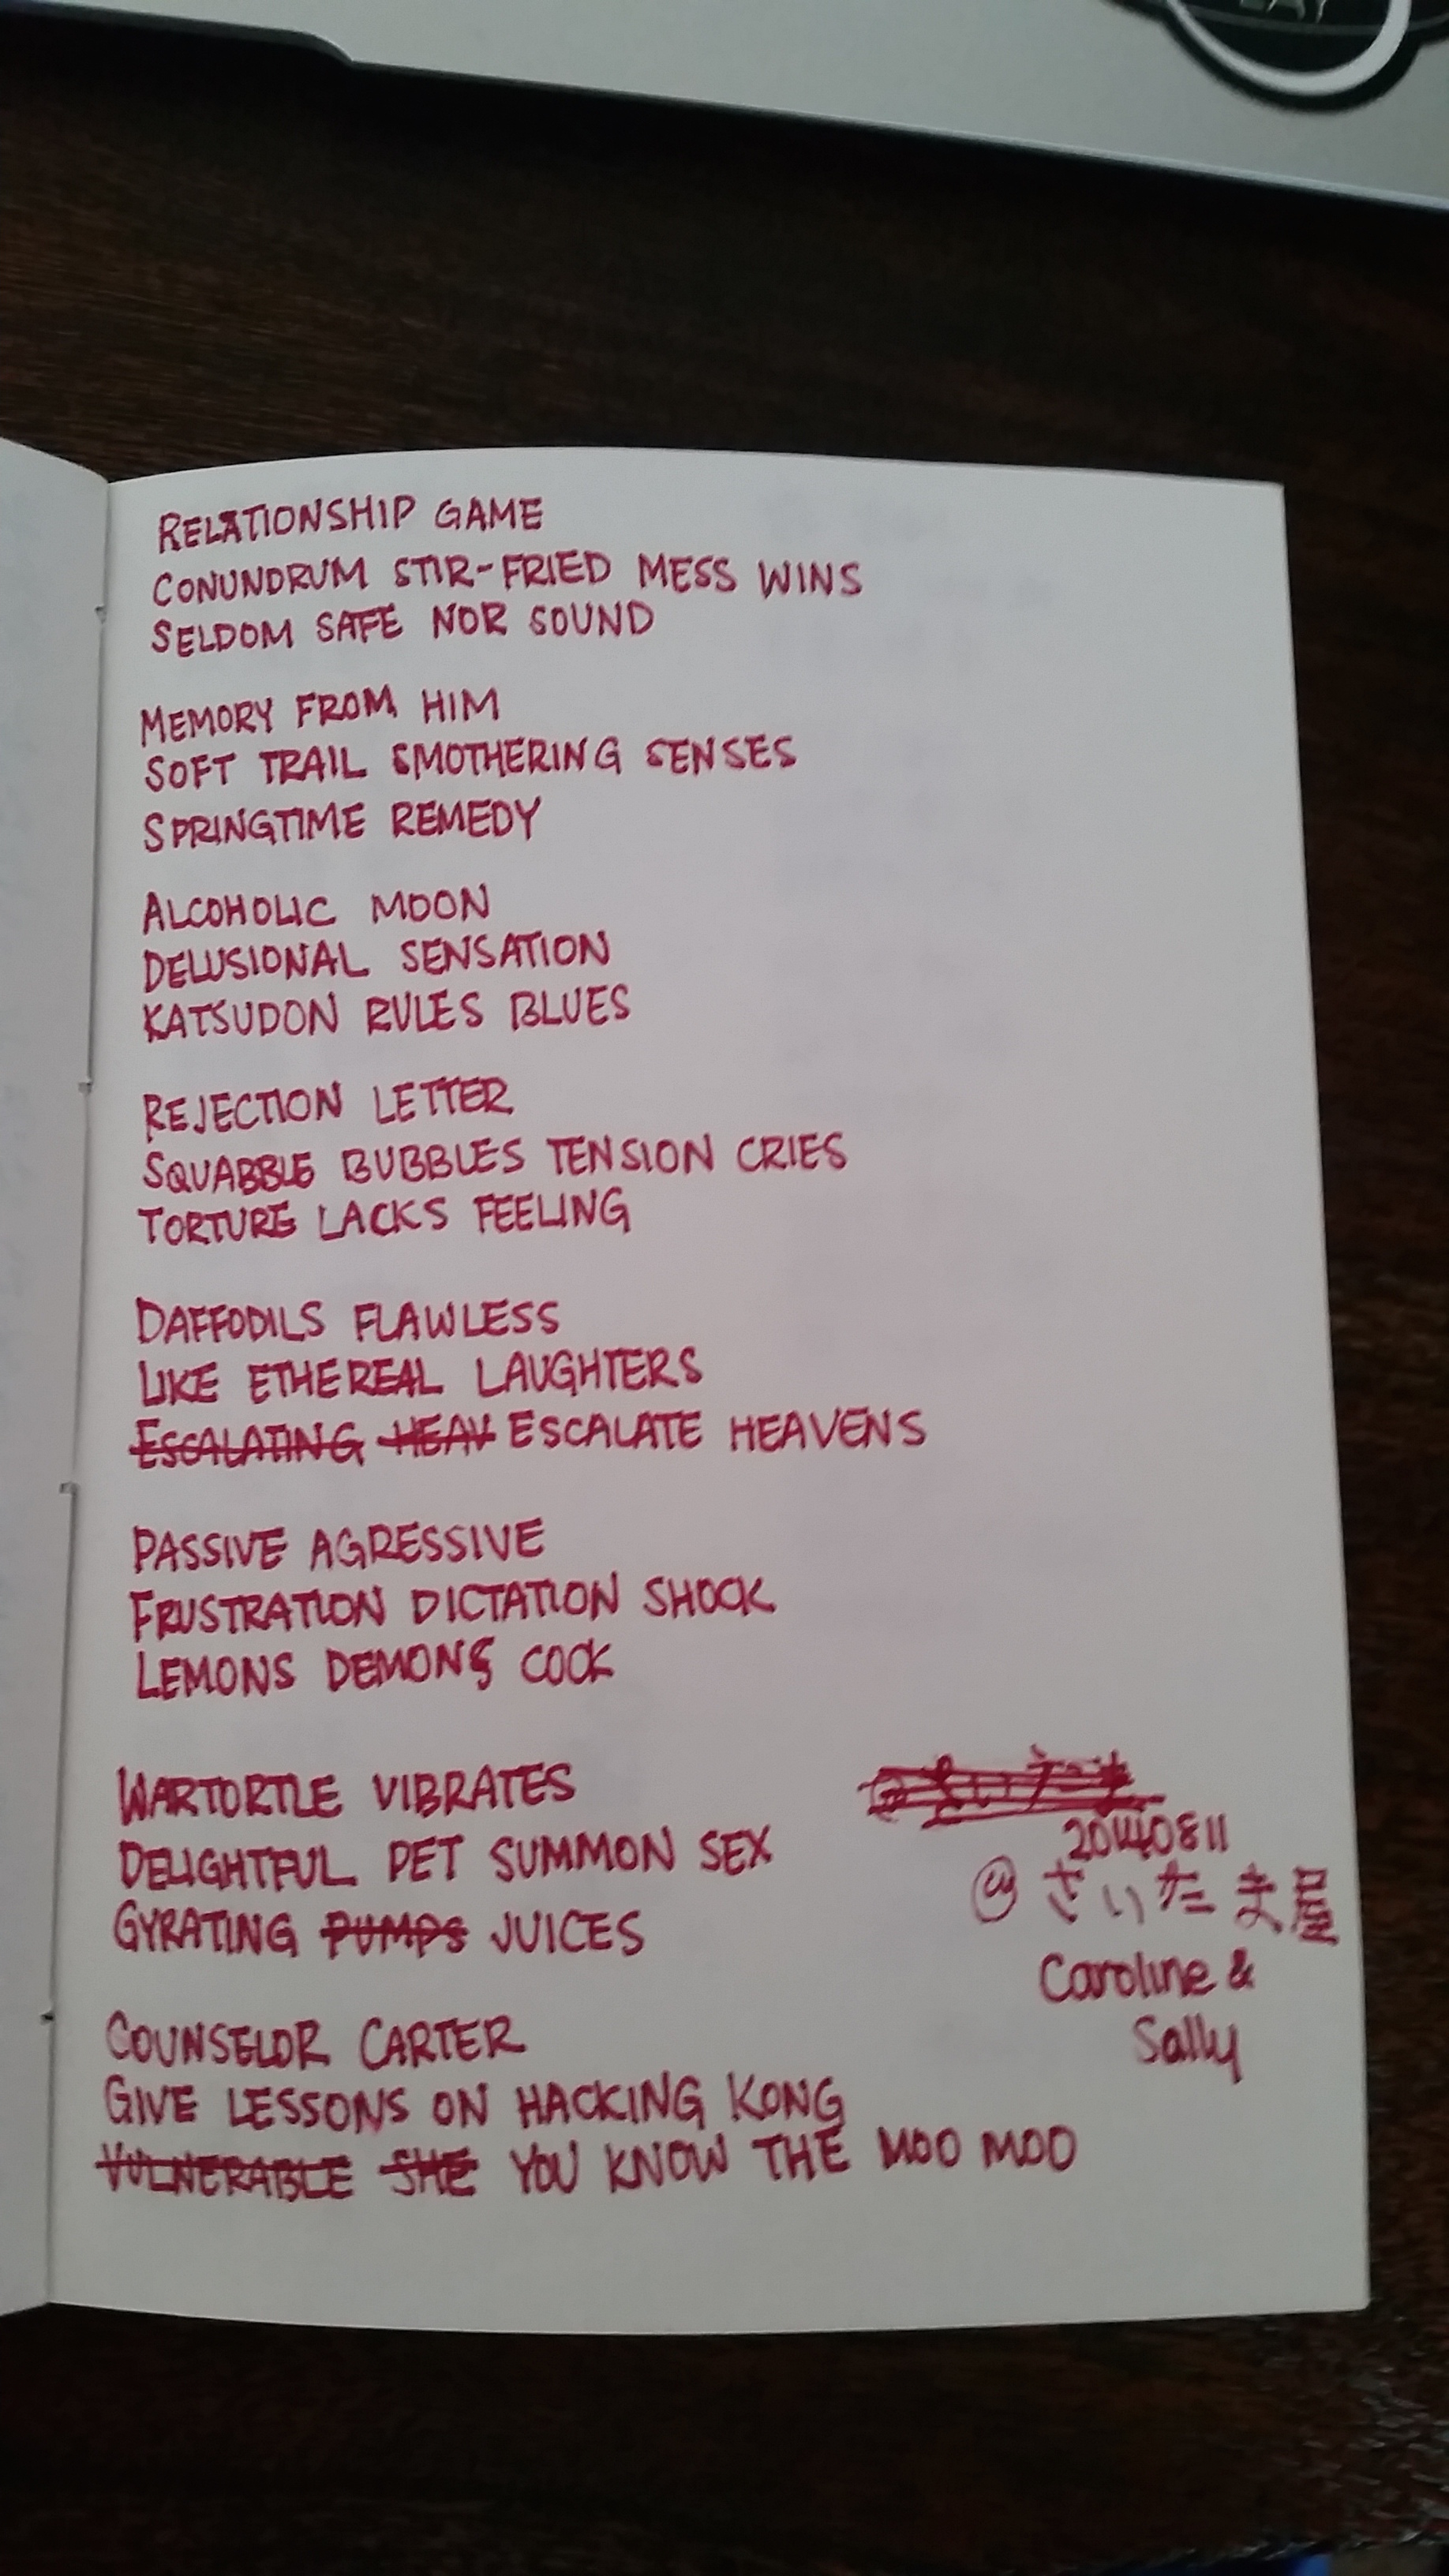 RELATIONSHIP GAME
CONUNDRUM STIR-FRIED MESS WINS
SELDOM SAFE NOR SOUND
MEMORY FROM HIM
SOFT TRAIL SMOTHERING SENSES
SPRINGTIME REMEDY
ALCOHOLIC MOON
DELUSIONAL SENSATION
KATSUDON RULES BLUES
REJECTION LETTER
SQUABBLE BUBBLES TENSION CRIES
TORTURE LACKS FEELING
DAFFODILS FLAWLESS
LIKE ETHEREAL LAUGHTERS
ESCALATING HEAV ESCALATE HEAVENS
PASSIVE AGRESSIVE
FRUSTRATION DICTATION SHOCK
LEMONS DEMONS COOK
WARTORTLE VIBRATES
DELIGHTFUL PET SUMMON SEX
GYRATING PUMPS JUICES
COUNSELOR CARTER
GIVE LESSONS ON HACKING KONG
VULNERABLE SHE YOU KNOW THE MOO MOO
20140811
@ さいたま屋
Caroline &
Sally